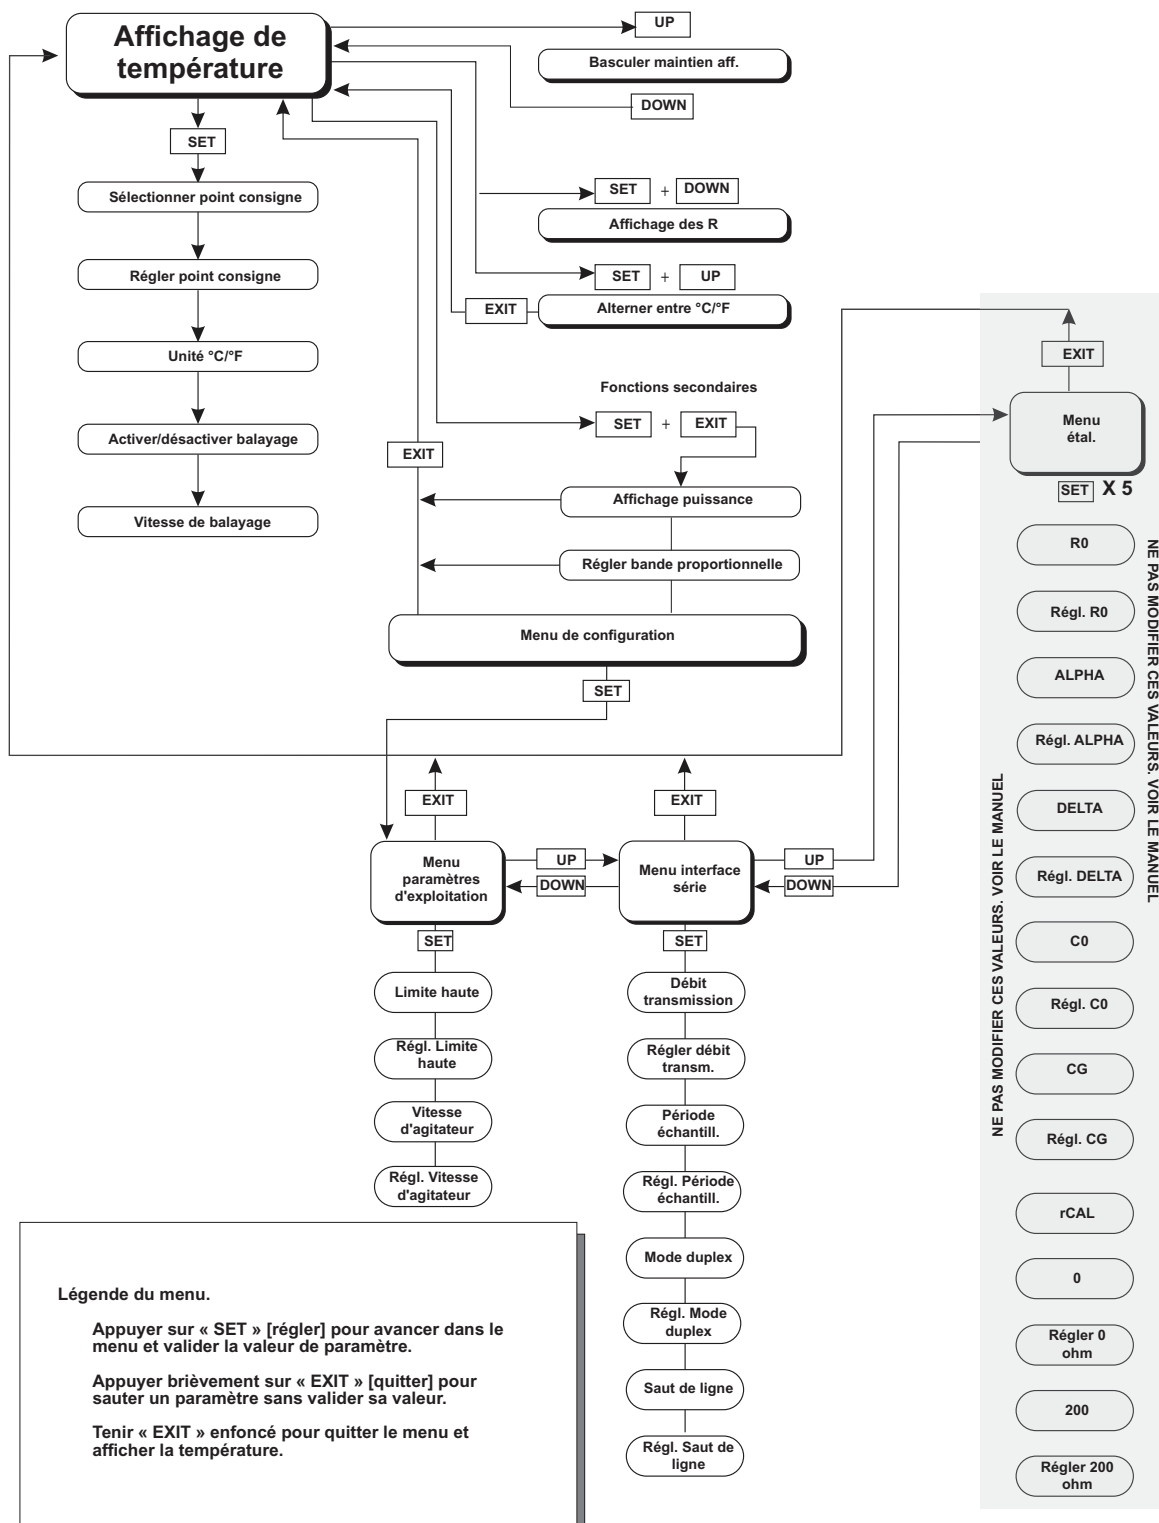 Affichage de
température
UP
Basculer maintien aff.
DOWN
SET
Sélectionner point consigne
Régler point consigne
Unité °C/°F
Activer/désactiver balayage
Vitesse de balayage
SET + DOWN
Affichage des R
SET + UP
EXIT
Alterner entre °C/°F
Fonctions secondaires
SET + EXIT
EXIT
Affichage puissance
Régler bande proportionnelle
Menu de configuration
SET
EXIT
Menu
paramètres
d'exploitation
UP
DOWN
SET
Limite haute
Régl. Limite
haute
Vitesse
d'agitateur
Régl. Vitesse
d'agitateur
EXIT
Menu interface
série
UP
DOWN
SET
Débit
transmission
Régler débit
transm.
Période
échantill.
Régl. Période
échantill.
Mode duplex
Régl. Mode
duplex
Saut de ligne
Régl. Saut de
ligne
EXIT
Menu
étal.
SET X 5
R0
Régl. R0
ALPHA
Régl. ALPHA
DELTA
Régl. DELTA
C0
Régl. C0
CG
Régl. CG
rCAL
0
Régler 0
ohm
200
Régler 200
ohm
NE PAS MODIFIER CES VALEURS. VOIR LE MANUEL
NE PAS MODIFIER CES VALEURS. VOIR LE MANUEL
Légende du menu.
Appuyer sur « SET » [régler] pour avancer dans le
menu et valider la valeur de paramètre.
Appuyer brièvement sur « EXIT » [quitter] pour
sauter un paramètre sans valider sa valeur.
Tenir « EXIT » enfoncé pour quitter le menu et
afficher la température.